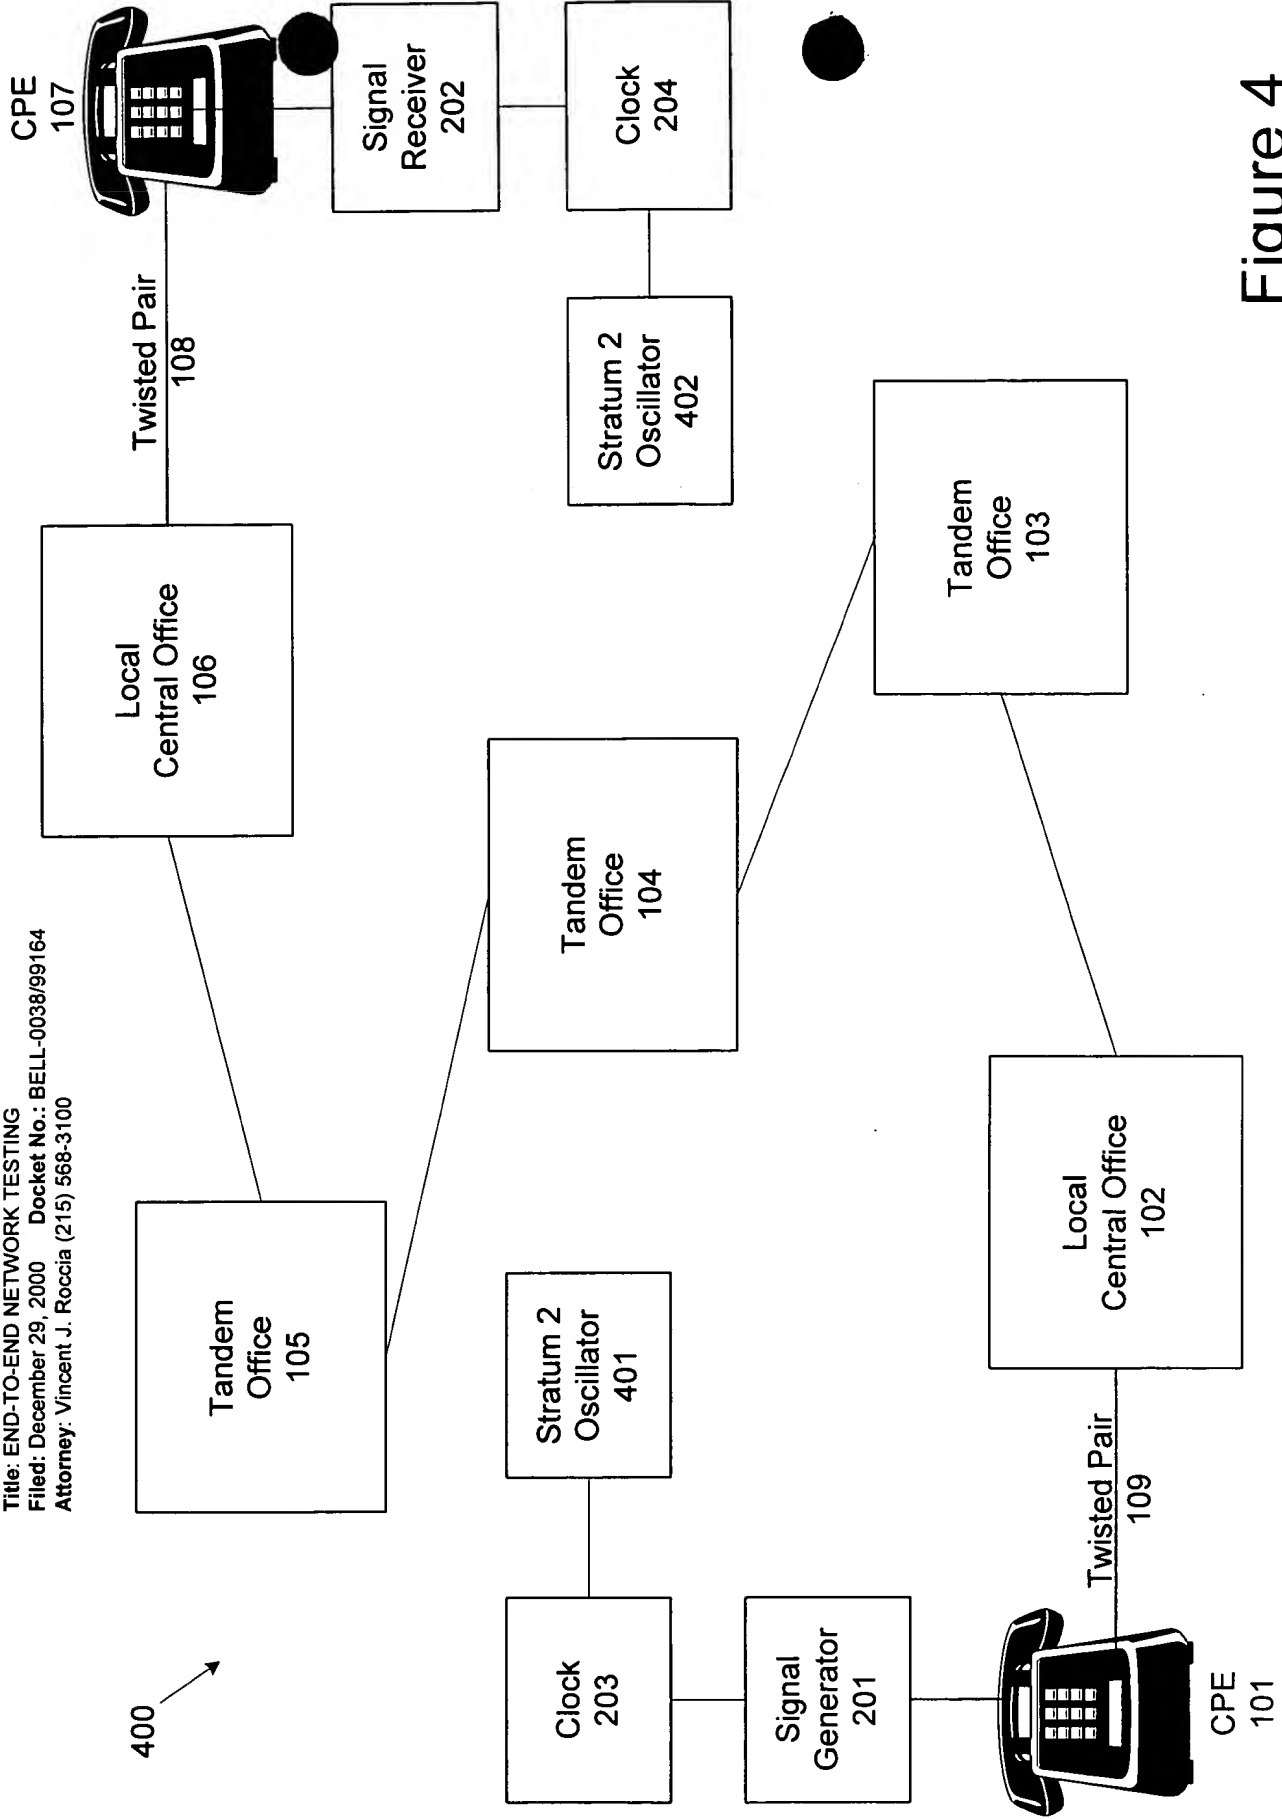 Title: END-TO-END NETWORK TESTING
Filed: December 29, 2000 Docket No.: BELL-0038/99164
Attorney: Vincent J. Roccia (215) 568-3100
400
CPE
107
Twisted Pair
108
Local
Central Office
106
Tandem
Office
105
Signal
Receiver
202
Clock
204
Stratum 2
Oscillator
402
Tandem
Office
104
Stratum 2
Oscillator
401
Clock
203
Signal
Generator
201
Tandem
Office
103
Local
Central Office
102
Twisted Pair
109
CPE
101
Figure 4